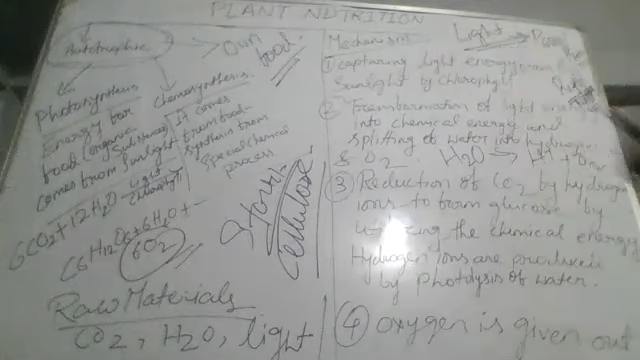 PLANT NUTRITION
Autotrophic → Own
food.
Photosynthesis
Energy for
food (organic
Substances)
comes from sunlight
Chemosynthesis.
It comes
from food
Synthesis from
Special chemical
process
6CO2 + 12H2O Light
Chlorophyll
C6H12O6 + 6H2O +
6O2
Cellulose
Raw Materials
CO2, H2O, light
Mechanism Light →
① capturing light energy
Sunlight by chlorophyll
② Transformation of light
into chemical energy and
splitting of water into hydrogen
& O2 H2O → H+ +
③ Reduction of CO2 by hydrogen
ions to form glucose by
utilizing the chemical energy
Hydrogen ions are produced
by photolysis of water.
④ oxygen is given out